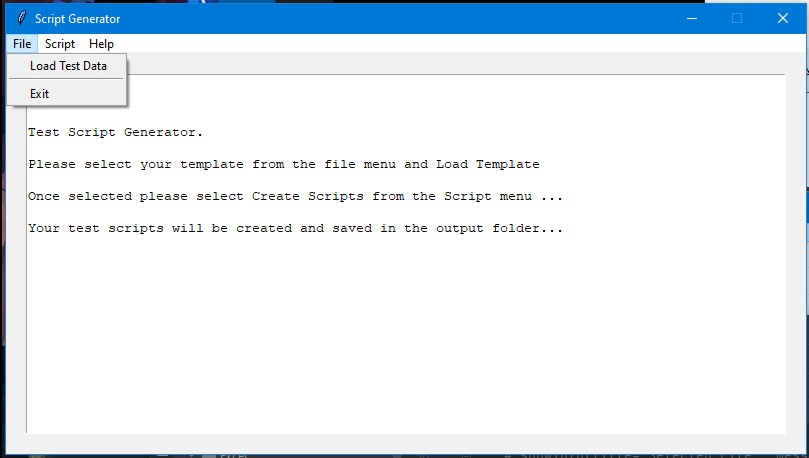 Script Generator
File Script Help
Load Test Data
Exit
Test Script Generator.
Please select your template from the file menu and Load Template
Once selected please select Create Scripts from the Script menu ...
Your test scripts will be created and saved in the output folder...